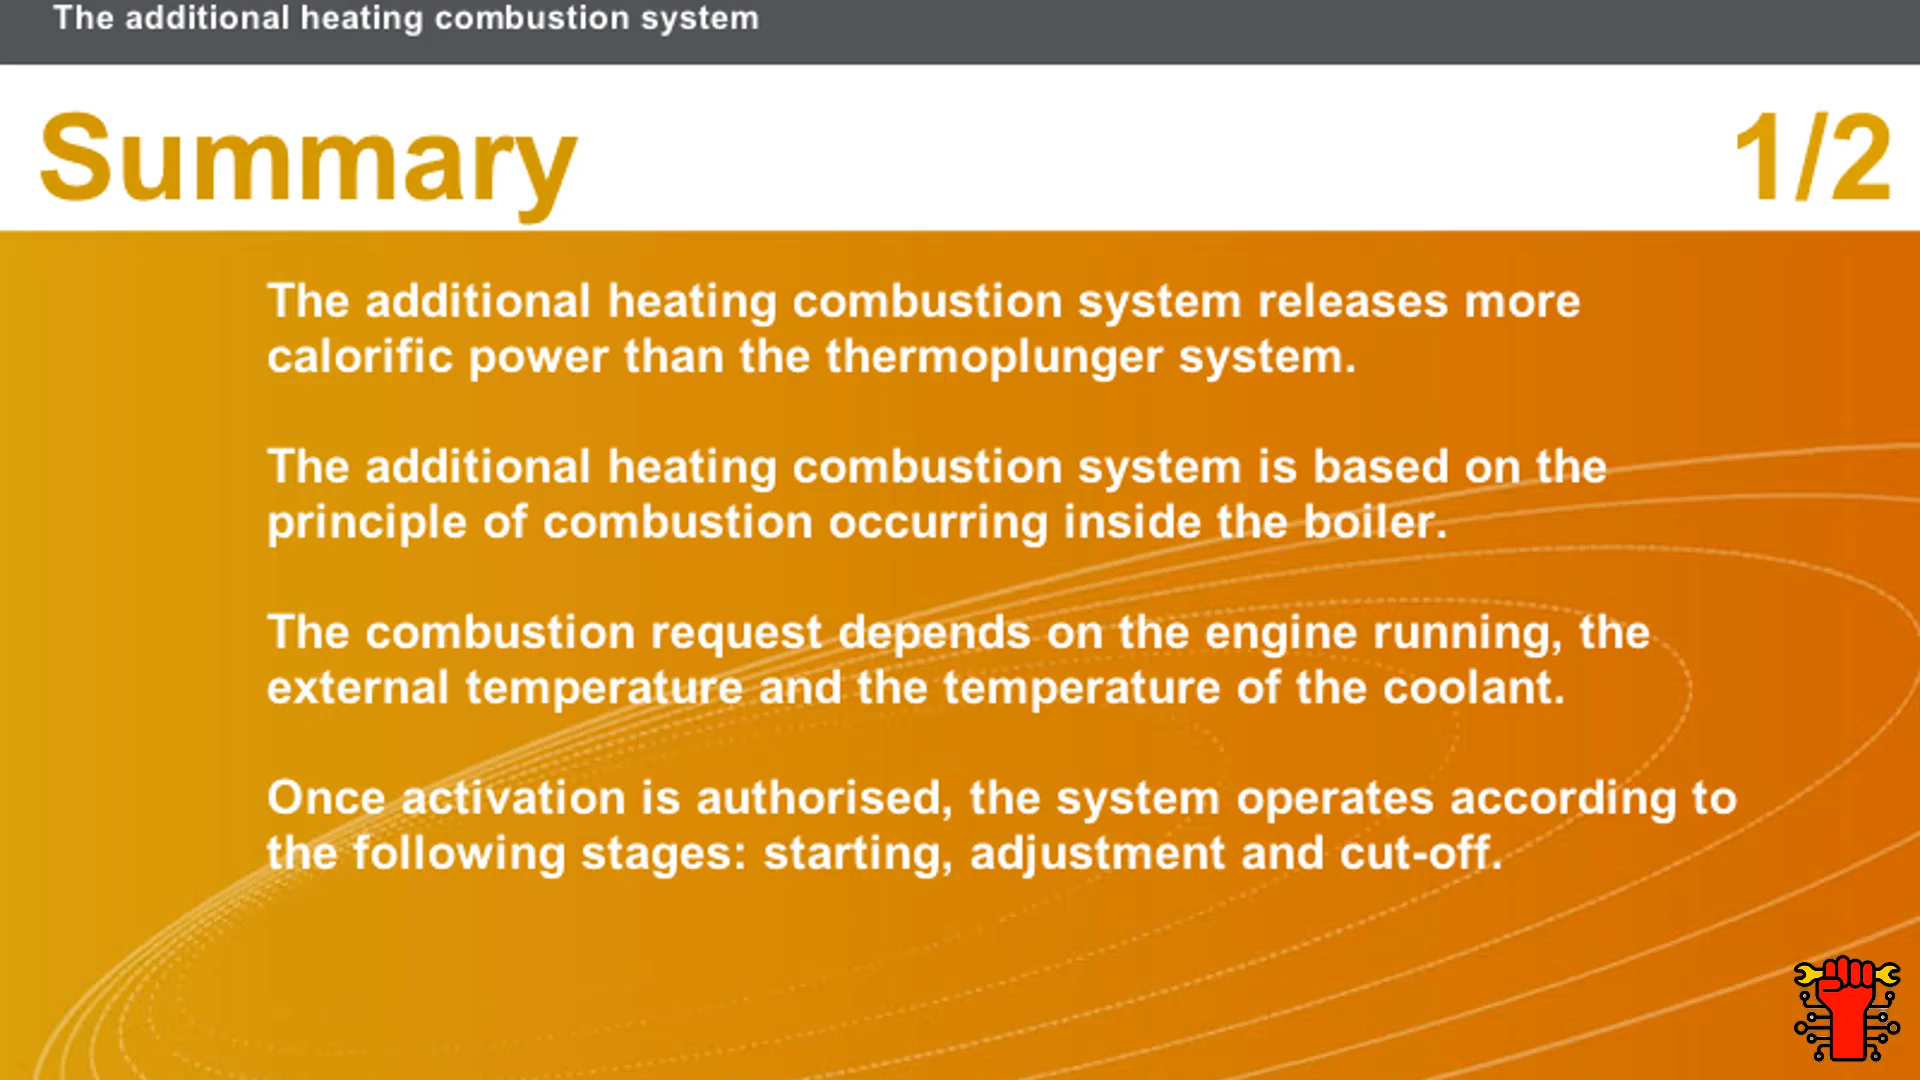 The additional heating combustion system
Summary
1/2
The additional heating combustion system releases more
calorific power than the thermoplunger system.
The additional heating combustion system is based on the
principle of combustion occurring inside the boiler.
The combustion request depends on the engine running, the
external temperature and the temperature of the coolant.
Once activation is authorised, the system operates according to
the following stages: starting, adjustment and cut-off.